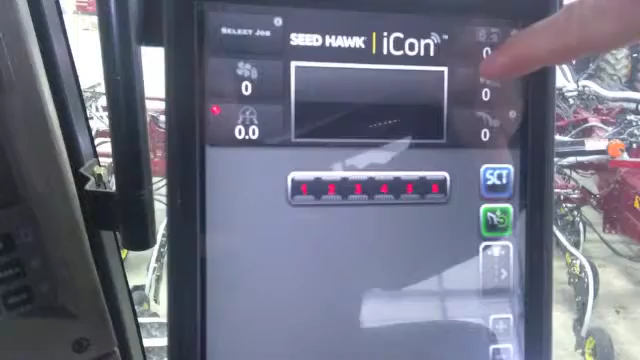 SELECT JOB
SEED HAWK | iCon™
0
0
0.0
0
0
1 2 3 4 5 6
SCT